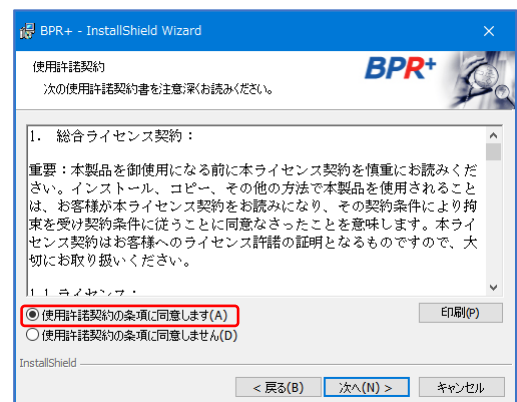 BPR+ - InstallShield Wizard
使用許諾契約
次の使用許諾契約書を注意深くお読みください。
BPR+
1. 総合ライセンス契約：
重要：本製品を御使用になる前に本ライセンス契約を慎重にお読みくだ
さい。インストール、コピー、その他の方法で本製品を使用されること
は、お客様が本ライセンス契約をお読みになり、その契約条件により拘
束を受け契約条件に従うことに同意なさったことを意味します。本ライ
センス契約はお客様へのライセンス許諾の証明となるものですので、大
切にお取り扱いください。
1.1 ライセンス：
使用許諾契約の条項に同意します(A)
印刷(P)
使用許諾契約の条項に同意しません(D)
InstallShield
< 戻る(B)
次へ(N) >
キャンセル